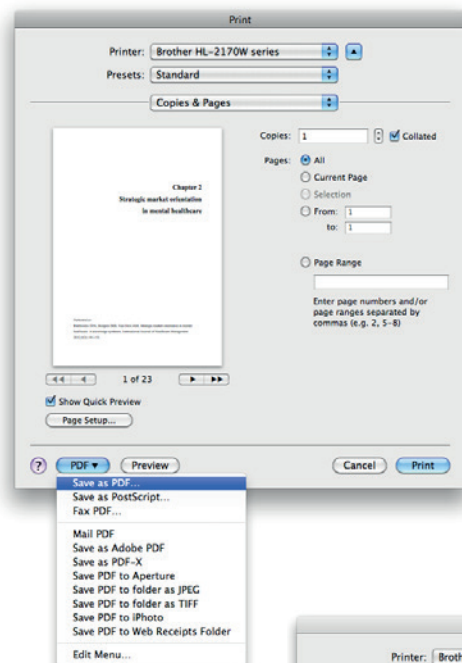 Print
Printer: Brother HL-2170W series
Presets: Standard
Copies & Pages
Copies: 1 Collated
Pages: All
Current Page
Selection
From: 1
to: 1
Page Range
Enter page numbers and/or
page ranges separated by
commas (e.g. 2, 5-8)
Chapter 2
Strategic market orientation
in mental healthcare
1 of 23
Show Quick Preview
Page Setup...
? PDF Preview Cancel Print
Save as PDF...
Save as PostScript...
Fax PDF...
Mail PDF
Save as Adobe PDF
Save as PDF-X
Save PDF to Aperture
Save PDF to folder as JPEG
Save PDF to folder as TIFF
Save PDF to iPhoto
Save PDF to Web Receipts Folder
Edit Menu...
Printer: Broth